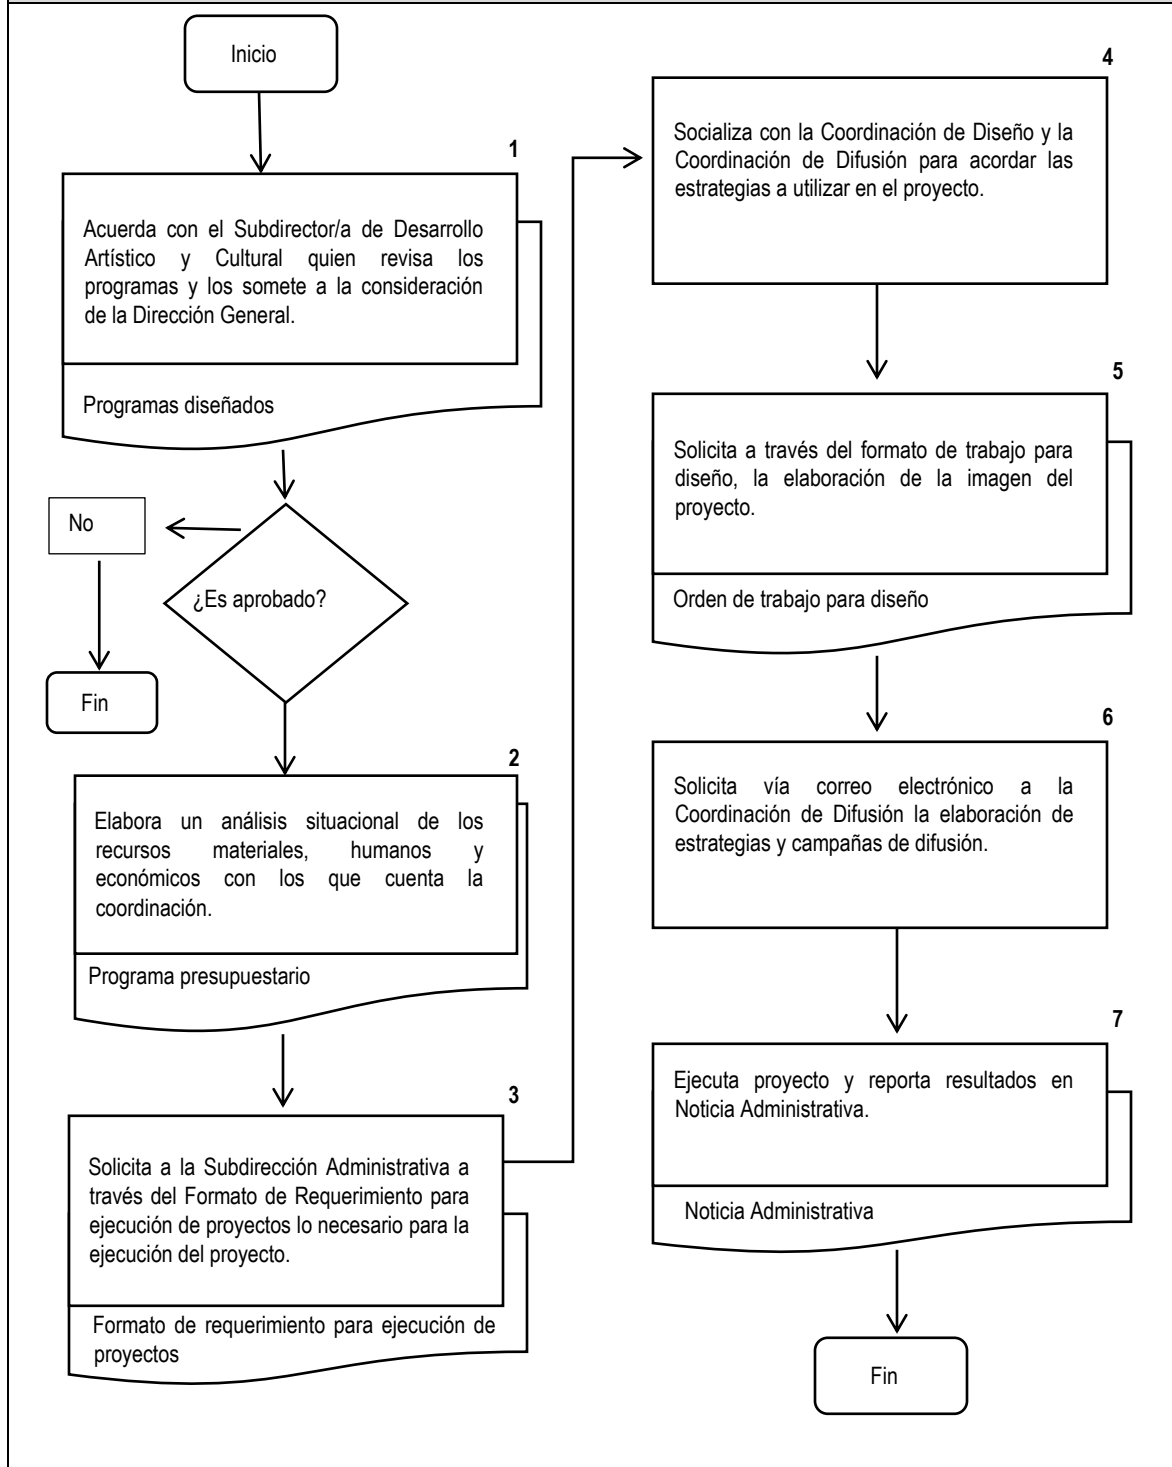 Inicio
1
Acuerda con el Subdirector/a de Desarrollo
Artístico y Cultural quien revisa los
programas y los somete a la consideración
de la Dirección General.
Programas diseñados
No
¿Es aprobado?
Fin
2
Elabora un análisis situacional de los
recursos materiales, humanos y
económicos con los que cuenta la
coordinación.
Programa presupuestario
3
Solicita a la Subdirección Administrativa a
través del Formato de Requerimiento para
ejecución de proyectos lo necesario para la
ejecución del proyecto.
Formato de requerimiento para ejecución de
proyectos
4
Socializa con la Coordinación de Diseño y la
Coordinación de Difusión para acordar las
estrategias a utilizar en el proyecto.
5
Solicita a través del formato de trabajo para
diseño, la elaboración de la imagen del
proyecto.
Orden de trabajo para diseño
6
Solicita vía correo electrónico a la
Coordinación de Difusión la elaboración de
estrategias y campañas de difusión.
7
Ejecuta proyecto y reporta resultados en
Noticia Administrativa.
Noticia Administrativa
Fin